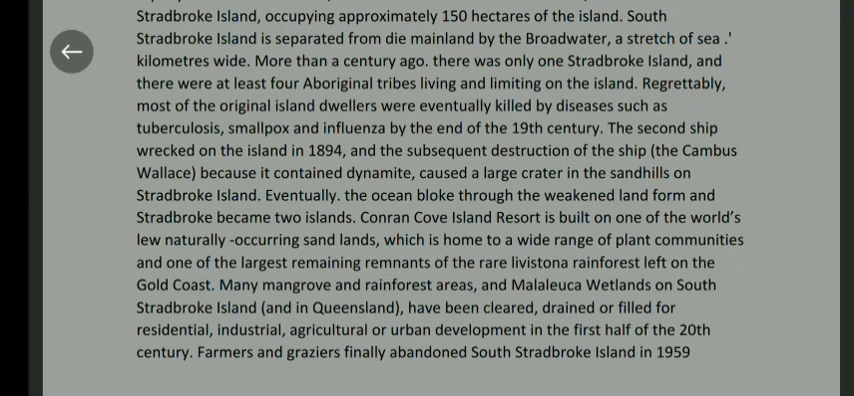 Stradbroke Island, occupying approximately 150 hectares of the island. South
Stradbroke Island is separated from die mainland by the Broadwater, a stretch of sea .'
kilometres wide. More than a century ago. there was only one Stradbroke Island, and
there were at least four Aboriginal tribes living and limiting on the island. Regrettably,
most of the original island dwellers were eventually killed by diseases such as
tuberculosis, smallpox and influenza by the end of the 19th century. The second ship
wrecked on the island in 1894, and the subsequent destruction of the ship (the Cambus
Wallace) because it contained dynamite, caused a large crater in the sandhills on
Stradbroke Island. Eventually. the ocean bloke through the weakened land form and
Stradbroke became two islands. Conran Cove Island Resort is built on one of the world’s
lew naturally -occurring sand lands, which is home to a wide range of plant communities
and one of the largest remaining remnants of the rare livistona rainforest left on the
Gold Coast. Many mangrove and rainforest areas, and Malaleuca Wetlands on South
Stradbroke Island (and in Queensland), have been cleared, drained or filled for
residential, industrial, agricultural or urban development in the first half of the 20th
century. Farmers and graziers finally abandoned South Stradbroke Island in 1959